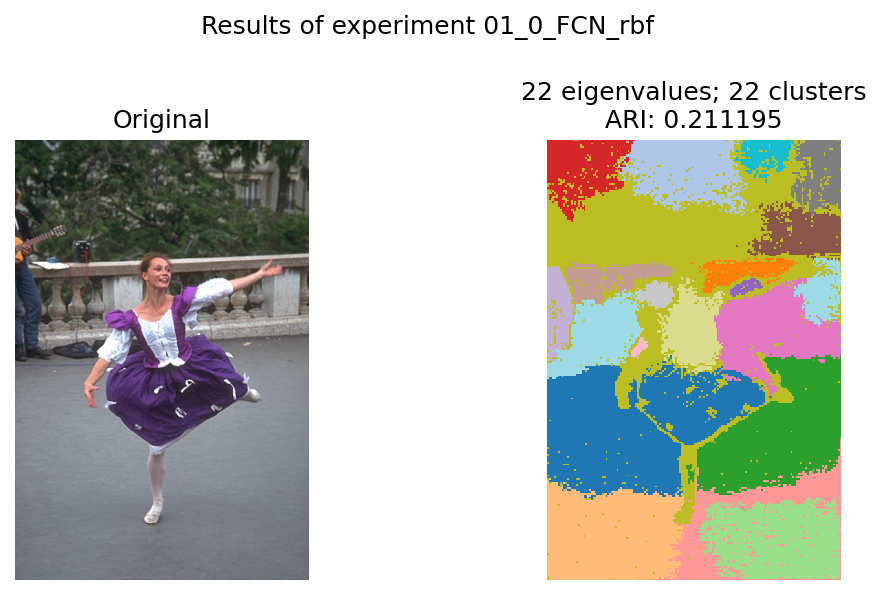 Results of experiment 01_0_FCN_rbf
Original
22 eigenvalues; 22 clusters
ARI: 0.211195